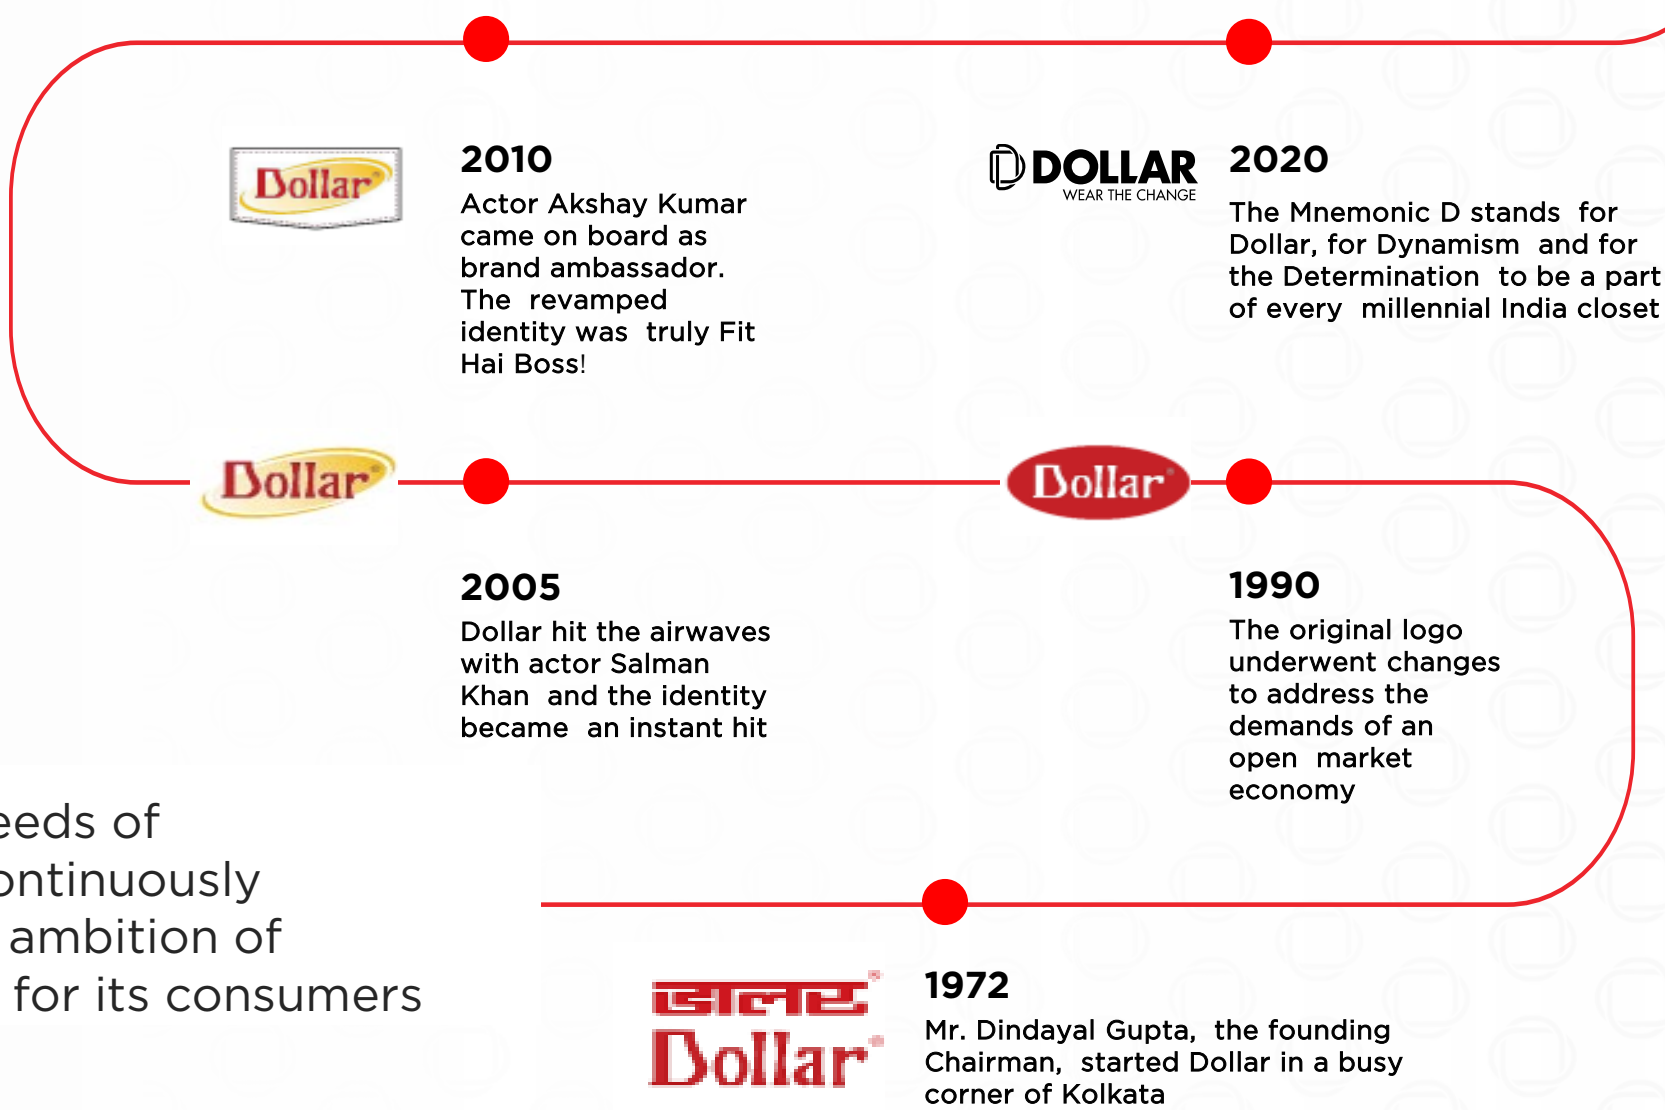 Dollar®
2010
Actor Akshay Kumar
came on board as
brand ambassador.
The revamped
identity was truly Fit
Hai Boss!
DOLLAR
WEAR THE CHANGE
2020
The Mnemonic D stands for
Dollar, for Dynamism and for
the Determination to be a part
of every millennial India closet
Dollar®
2005
Dollar hit the airwaves
with actor Salman
Khan and the identity
became an instant hit
Dollar®
1990
The original logo
underwent changes
to address the
demands of an
open market
economy
eeds of
ontinuously
ambition of
for its consumers
डालर®
Dollar®
1972
Mr. Dindayal Gupta, the founding
Chairman, started Dollar in a busy
corner of Kolkata